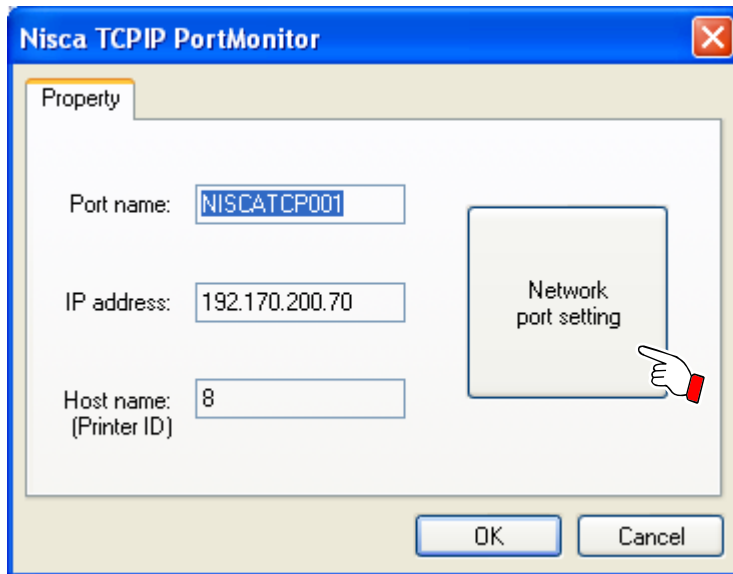 Nisca TCPIP PortMonitor
Property
Port name: NISCATCP001
IP address: 192.170.200.70
Host name: 8
(Printer ID)
Network
port setting
OK Cancel